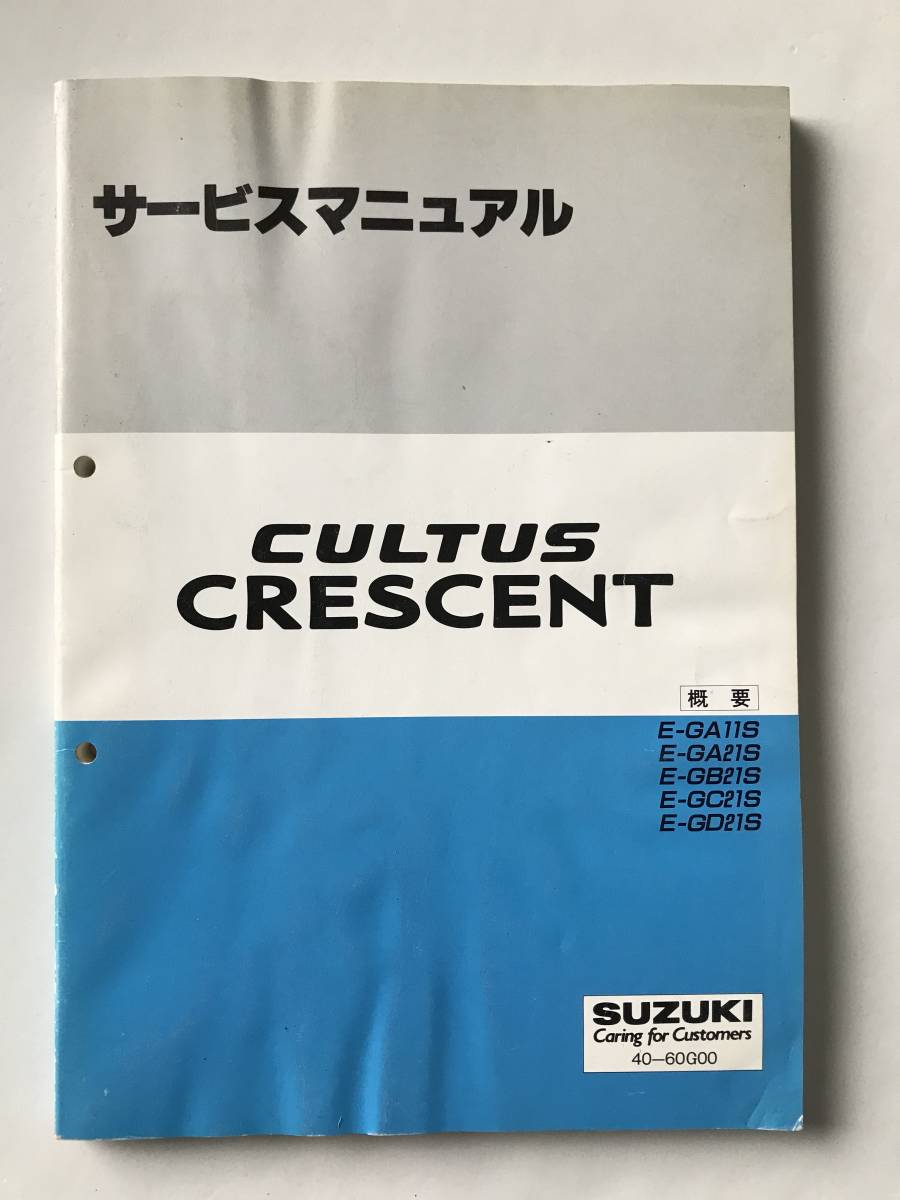 サービスマニュアル
CULTUS
CRESCENT
概 要
E-GA11S
E-GA21S
E-GB21S
E-GC21S
E-GD21S
SUZUKI
Caring for Customers
40-60G00